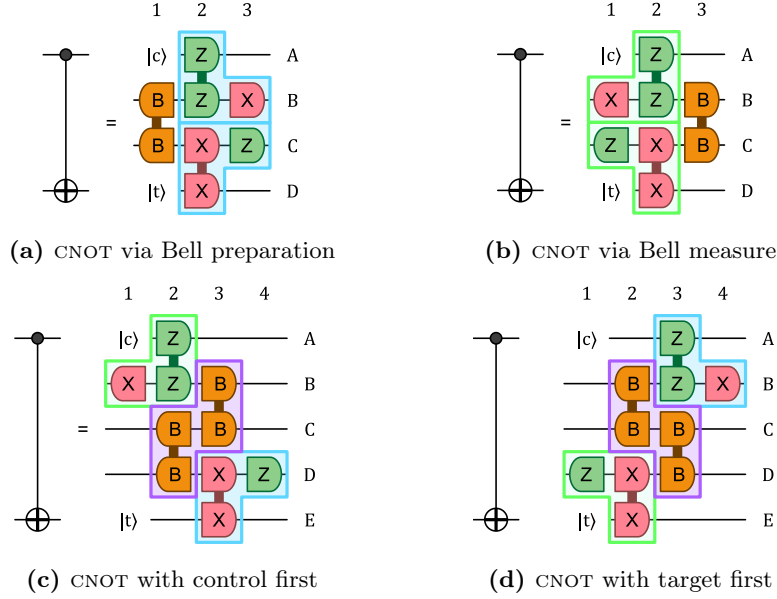 1 2 3
|c⟩ Z A
B Z X B
=
B X Z C
|t⟩ X D
(a) CNOT via Bell preparation
1 2 3
|c⟩ Z A
X Z B B
=
Z X B C
|t⟩ X D
(b) CNOT via Bell measure
1 2 3 4
|c⟩ Z A
X Z B B
= B B C
B X Z D
|t⟩ X E
(c) CNOT with control first
1 2 3 4
|c⟩ Z A
B Z X B
B B C
Z X B D
|t⟩ X E
(d) CNOT with target first